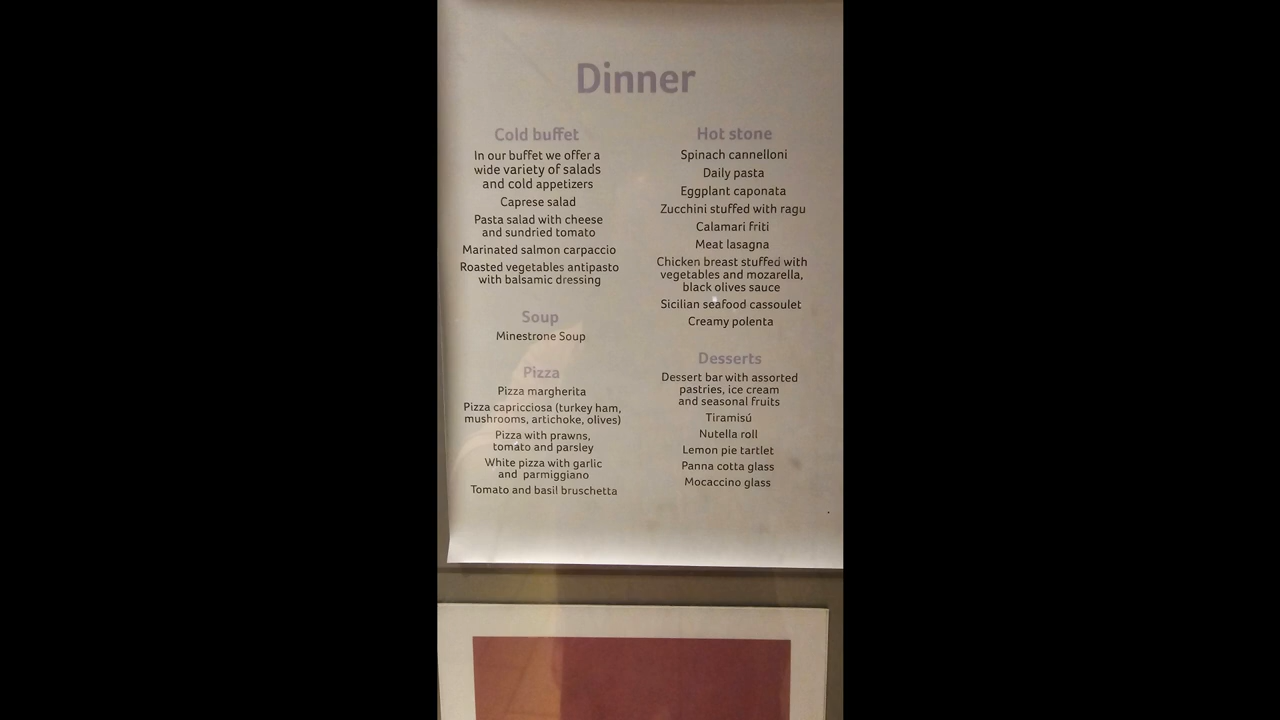 Dinner
Cold buffet
In our buffet we offer a
wide variety of salads
and cold appetizers
Caprese salad
Pasta salad with cheese
and sundried tomato
Marinated salmon carpaccio
Roasted vegetables antipasto
with balsamic dressing
Soup
Minestrone Soup
Pizza
Pizza margherita
Pizza capricciosa (turkey ham,
mushrooms, artichoke, olives)
Pizza with prawns,
tomato and parsley
White pizza with garlic
and parmiggiano
Tomato and basil bruschetta
Hot stone
Spinach cannelloni
Daily pasta
Eggplant caponata
Zucchini stuffed with ragu
Calamari friti
Meat lasagna
Chicken breast stuffed with
vegetables and mozarella,
black olives sauce
Sicilian seafood cassoulet
Creamy polenta
Desserts
Dessert bar with assorted
pastries, ice cream
and seasonal fruits
Tiramisú
Nutella roll
Lemon pie tartlet
Panna cotta glass
Mocaccino glass